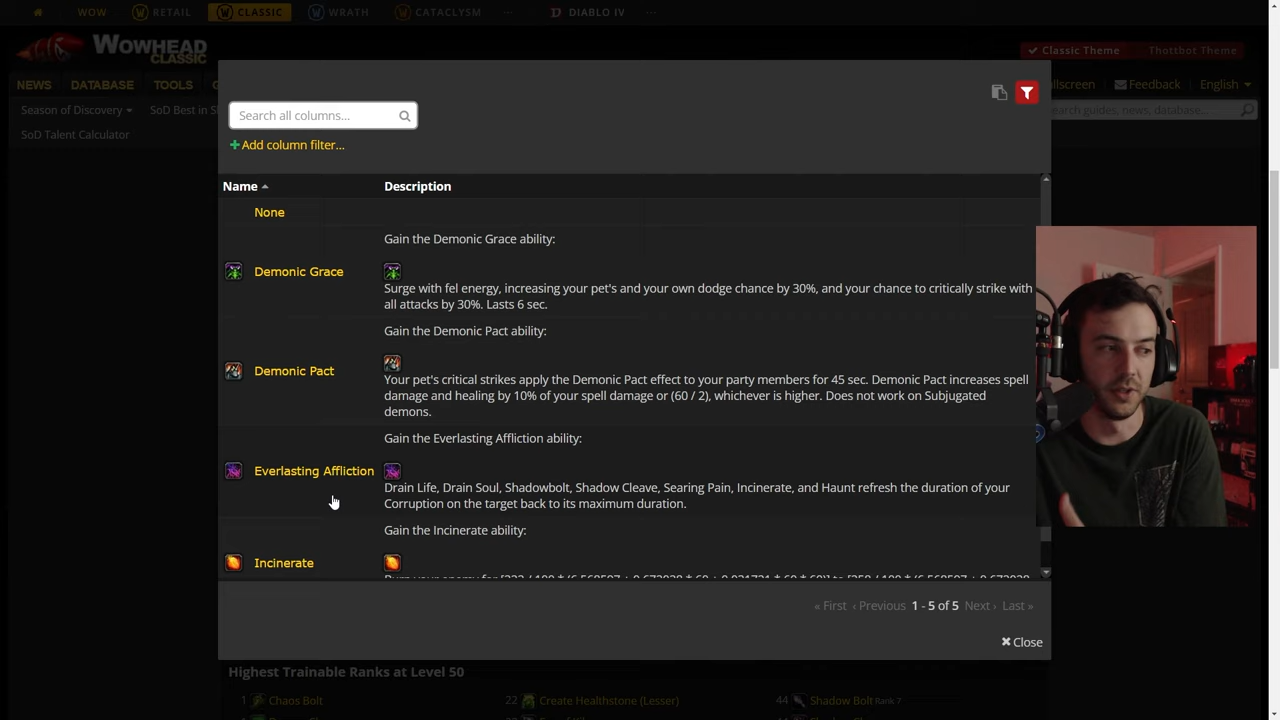 WOW
RETAIL
CLASSIC
WRATH
CATACLYSM
...
DIABLO IV
...
WOWHEAD
CLASSIC
✓ Classic Theme
Thottbot Theme
NEWS
DATABASE
TOOLS
Feedback
English
Season of Discovery
SoD Talent Calculator
earch guides, news, database...
Search all columns...
+Add column filter...
Name
Description
None
Gain the Demonic Grace ability:
Demonic Grace
Surge with fel energy, increasing your pet's and your own dodge chance by 30%, and your chance to critically strike with
all attacks by 30%. Lasts 6 sec.
Gain the Demonic Pact ability:
Demonic Pact
Your pet's critical strikes apply the Demonic Pact effect to your party members for 45 sec. Demonic Pact increases spell
damage and healing by 10% of your spell damage or (60 / 2), whichever is higher. Does not work on Subjugated
demons.
Gain the Everlasting Affliction ability:
Everlasting Affliction
Drain Life, Drain Soul, Shadowbolt, Shadow Cleave, Searing Pain, Incinerate, and Haunt refresh the duration of your
Corruption on the target back to its maximum duration.
Gain the Incinerate ability:
Incinerate
« First ‹ Previous 1 - 5 of 5 Next › Last »
✖ Close
Highest Trainable Ranks at Level 50
1 Chaos Bolt
22 Create Healthstone (Lesser)
44 Shadow Bolt Rank 7